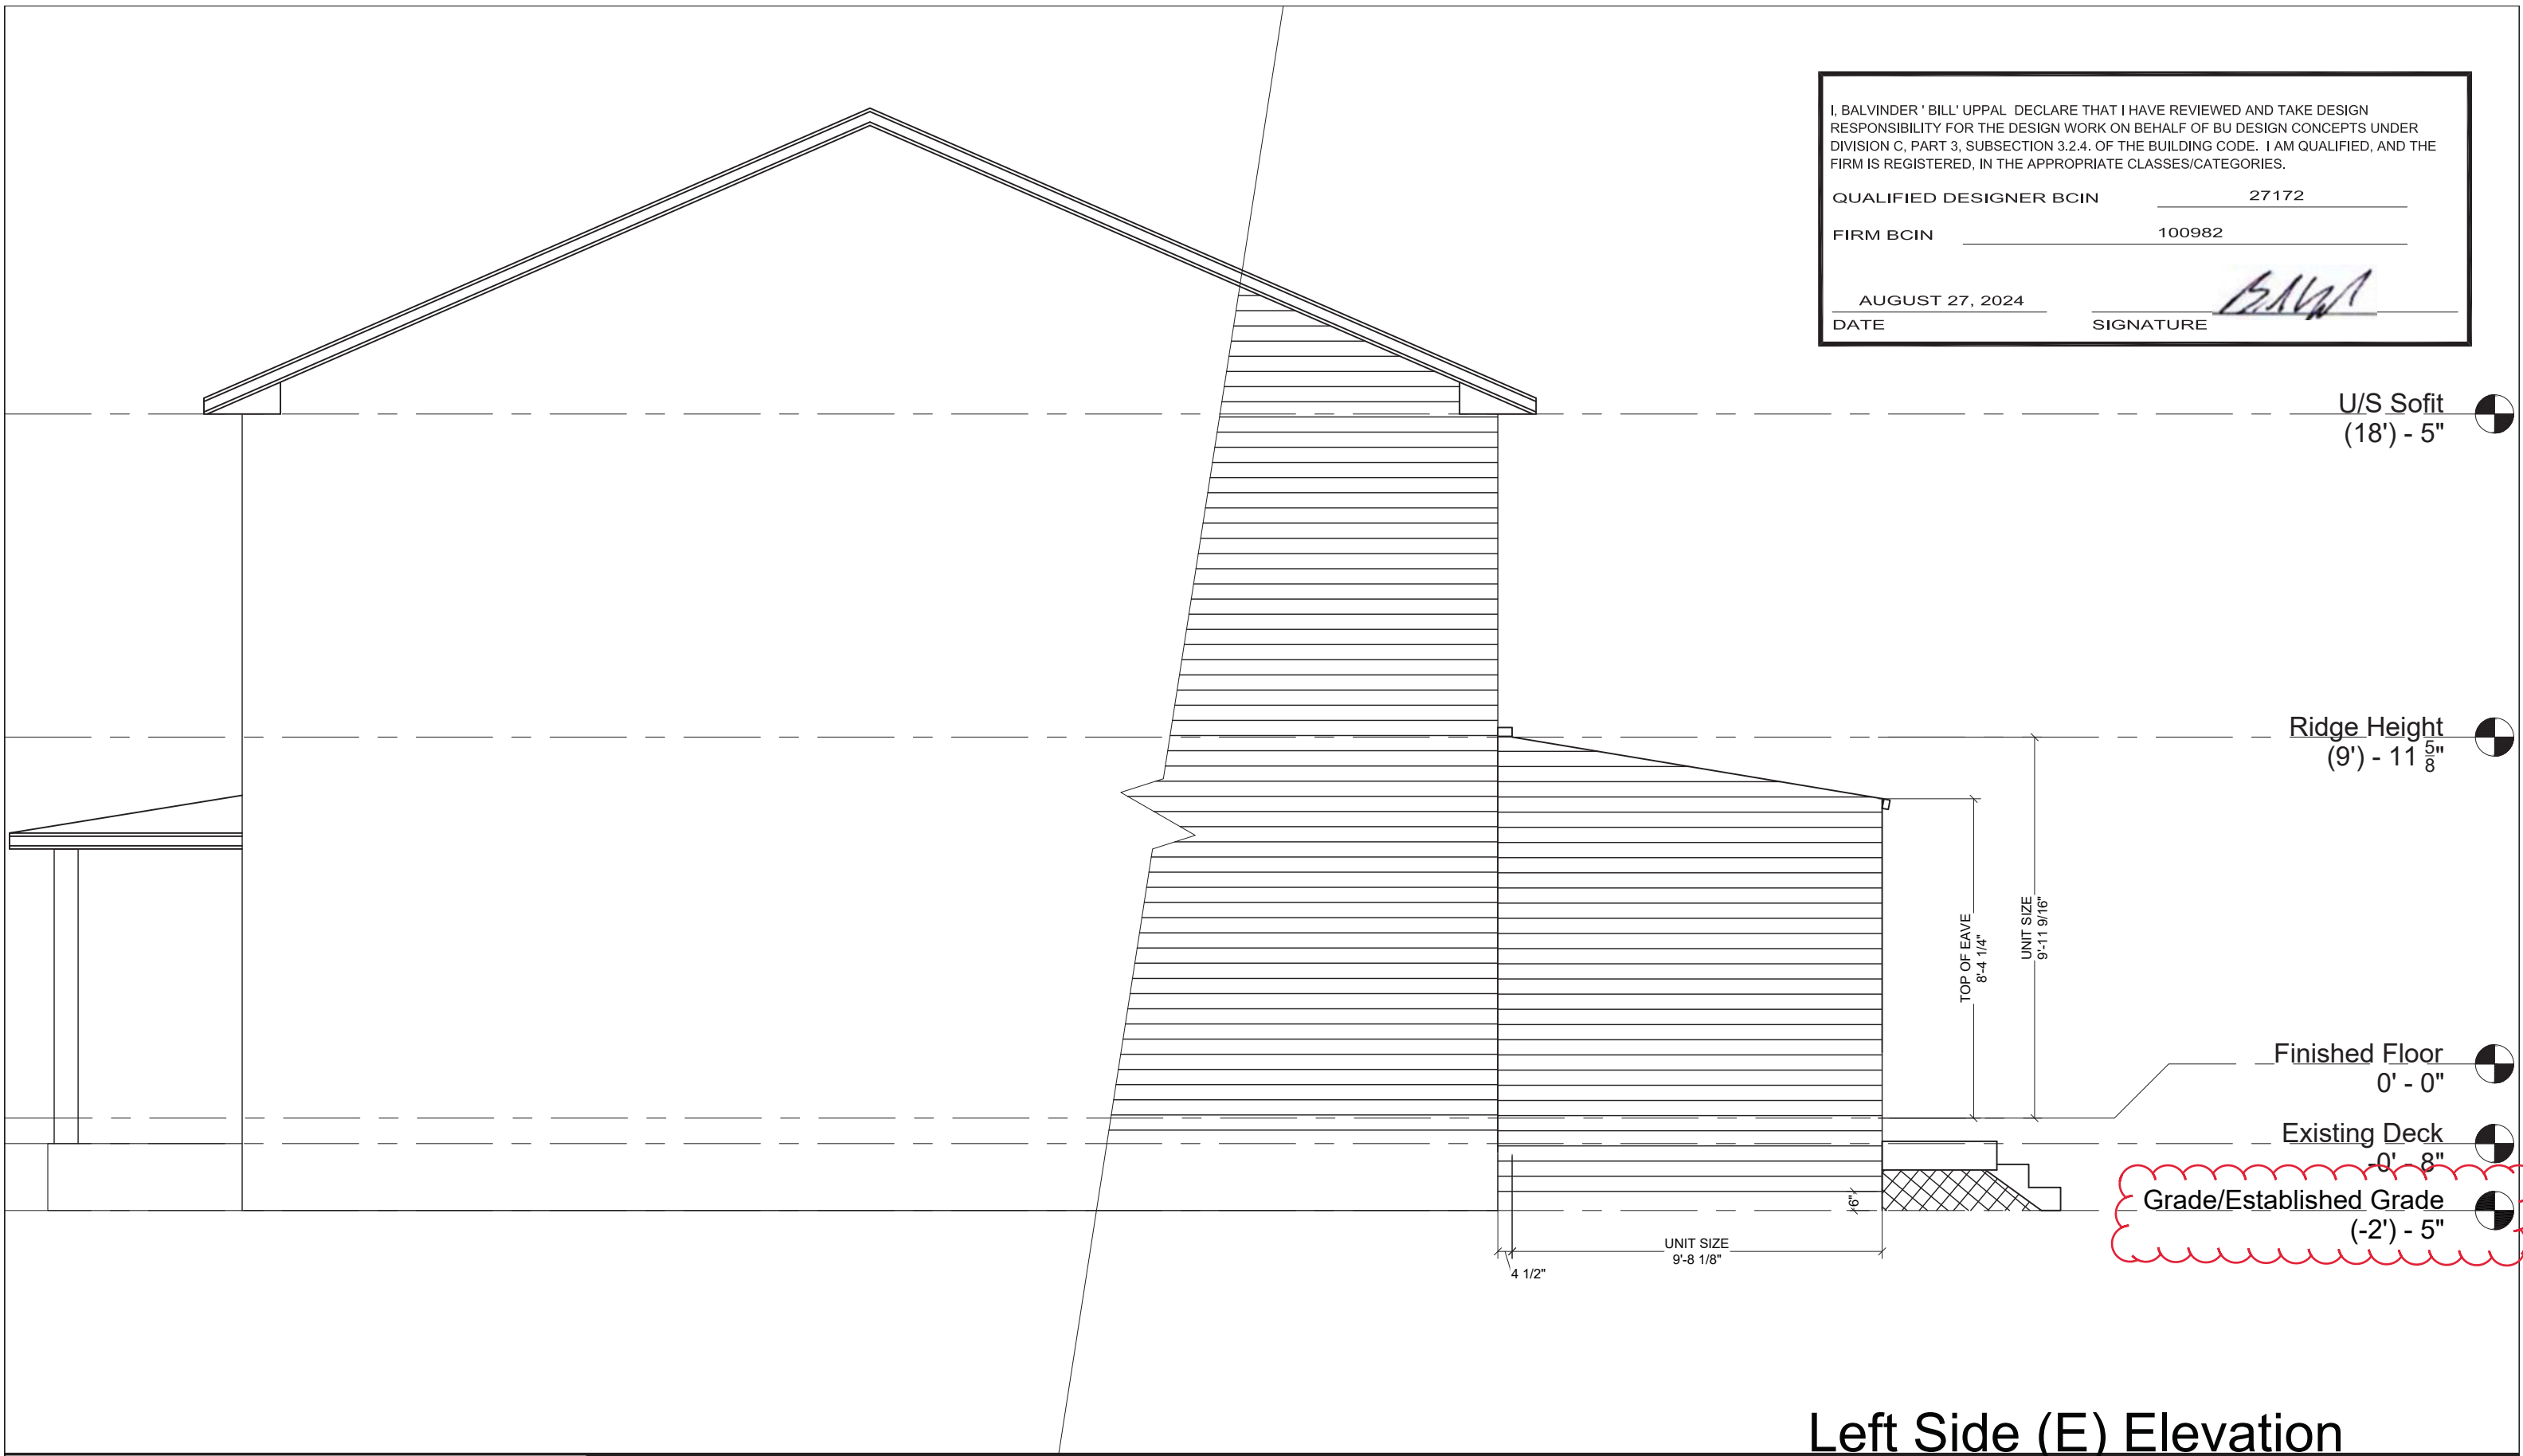 I, BALVINDER ' BILL' UPPAL DECLARE THAT I HAVE REVIEWED AND TAKE DESIGN
RESPONSIBILITY FOR THE DESIGN WORK ON BEHALF OF BU DESIGN CONCEPTS UNDER
DIVISION C, PART 3, SUBSECTION 3.2.4. OF THE BUILDING CODE. I AM QUALIFIED, AND THE
FIRM IS REGISTERED, IN THE APPROPRIATE CLASSES/CATEGORIES.
QUALIFIED DESIGNER BCIN 27172
FIRM BCIN 100982
AUGUST 27, 2024
DATE SIGNATURE
U/S Sofit
(18') - 5"
Ridge Height
(9') - 11 5/8"
TOP OF EAVE
8'-4 1/4"
UNIT SIZE
9'-11 9/16"
Finished Floor
0' - 0"
Existing Deck
-0' - 8"
Grade/Established Grade
(-2') - 5"
6"
UNIT SIZE
9'-8 1/8"
4 1/2"
Left Side (E) Elevation